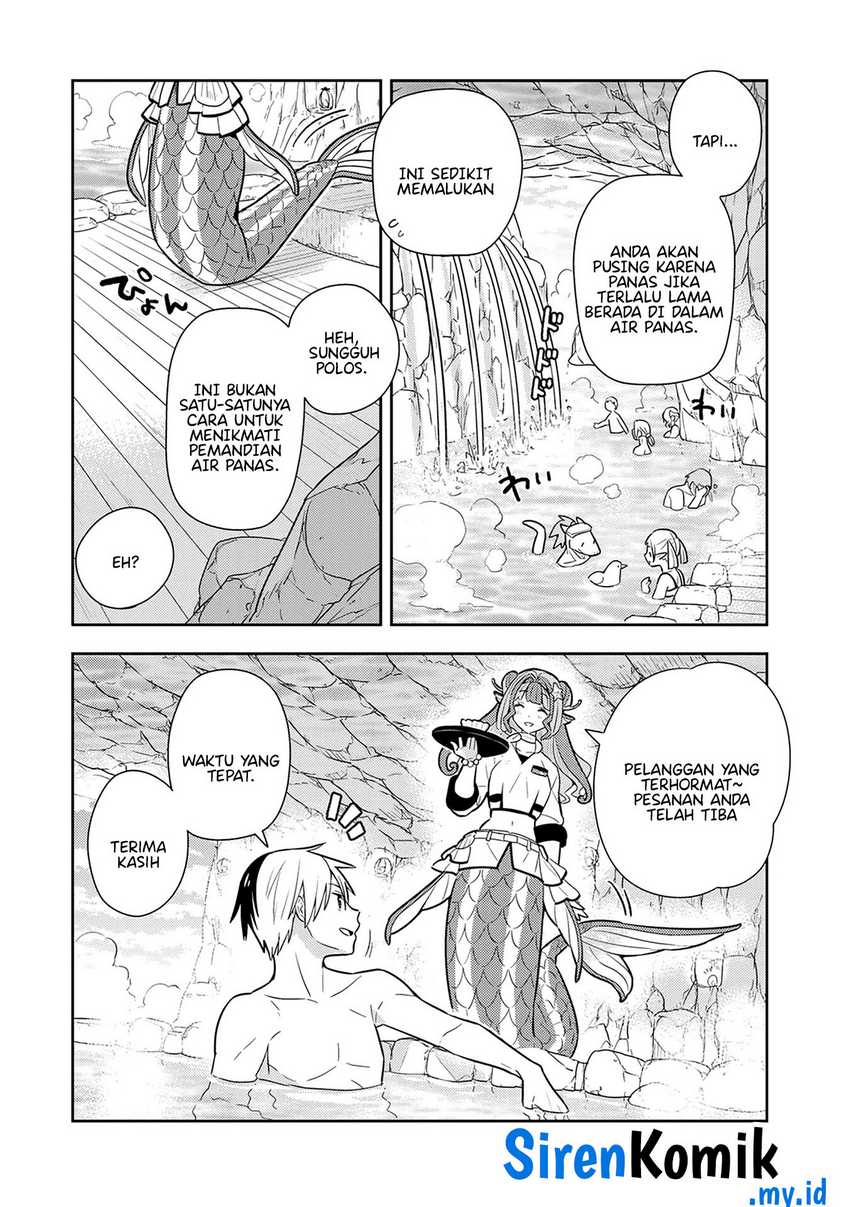 TAPI...
ANDA AKAN
PUSING KARENA
PANAS JIKA
TERLALU LAMA
BERADA DI DALAM
AIR PANAS.
INI SEDIKIT
MEMALUKAN
ドドドド
わい
わい
HEH,
SUNGGUH
POLOS.
INI BUKAN
SATU-SATUNYA
CARA UNTUK
MENIKMATI
PEMANDIAN
AIR PANAS.
EH?
ぴょん
PELANGGAN YANG
TERHORMAT~
PESANAN ANDA
TELAH TIBA
WAKTU YANG
TEPAT.
TERIMA
KASIH
SirenKomik
.my.id